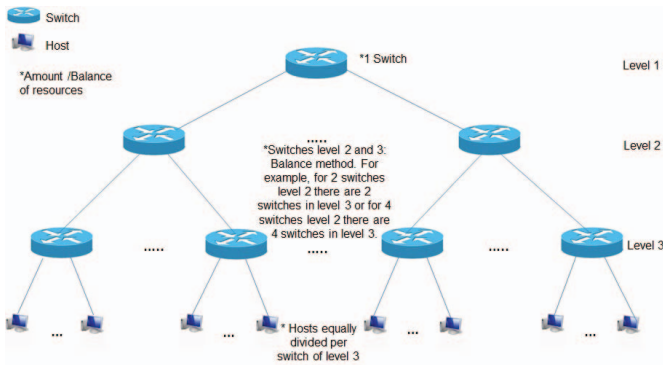 Switch
Host
*Amount /Balance
of resources
*1 Switch
Level 1
Level 2
.....
*Switches level 2 and 3:
Balance method. For
example, for 2 switches
level 2 there are 2
switches in level 3 or for 4
switches level 2 there are
4 switches in level 3.
Level 3
.....
.....
.....
...
...
...
...
* Hosts equally
divided per
switch of level 3